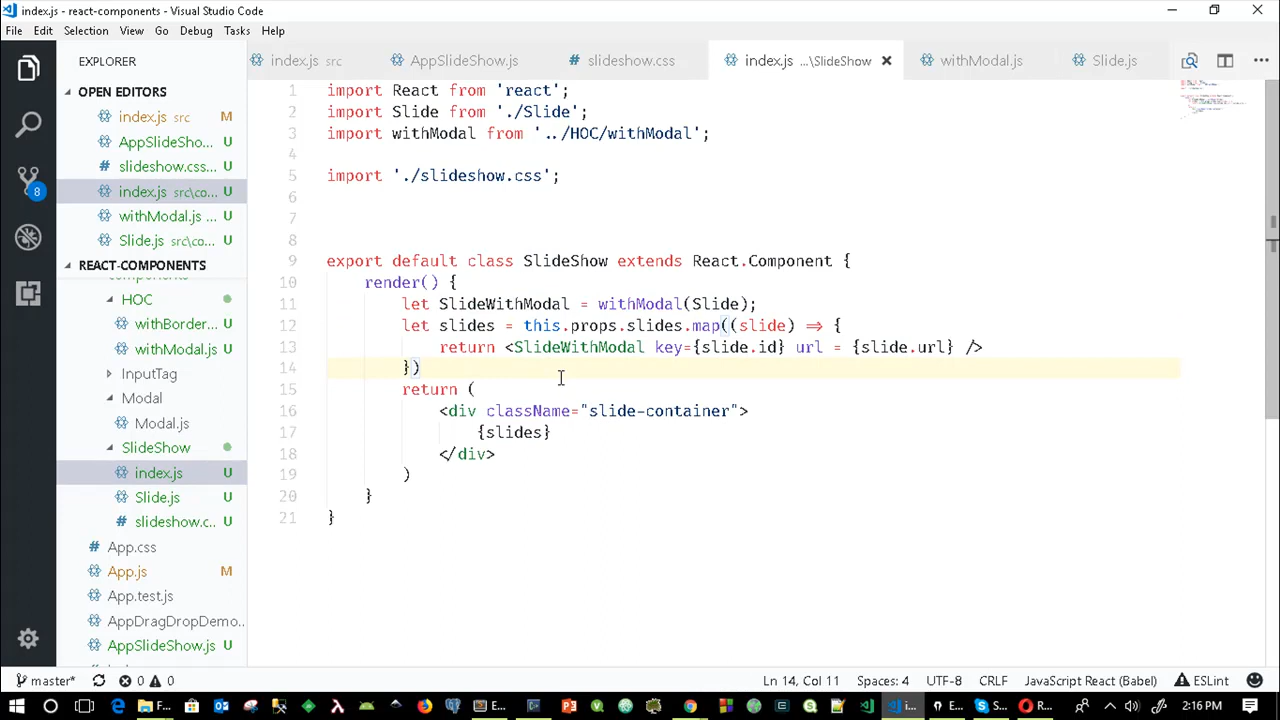 index.js - react-components - Visual Studio Code
File Edit Selection View Go Debug Tasks Help
EXPLORER
index.js src
AppSlideShow.js
# slideshow.css
index.js ...\SlideShow
withModal.js
Slide.js
OPEN EDITORS
index.js src M
AppSlideSho... U
# slideshow.css... U
index.js src\co... U
withModal.js ... U
Slide.js src\co... U
8
REACT-COMPONENTS
components
HOC
withBorder... U
withModal.js U
InputTag
Modal
Modal.js
SlideShow
index.js U
Slide.js U
# slideshow.c... U
# App.css
App.js M
App.test.js
AppDragDropDemo...
AppSlideShow.js U
1 import React from 'react';
2 import Slide from './Slide';
3 import withModal from '../HOC/withModal';
4
5 import './slideshow.css';
6
7
8
9 export default class SlideShow extends React.Component {
10 render() {
11 let SlideWithModal = withModal(Slide);
12 let slides = this.props.slides.map((slide) => {
13 return <SlideWithModal key={slide.id} url = {slide.url} />
14 })
15 return (
16 <div className="slide-container">
17 {slides}
18 </div>
19 )
20 }
21 }
master* 0 0 Ln 14, Col 11 Spaces: 4 UTF-8 CRLF JavaScript React (Babel) ESLint
F... E... F... i... E... S... R... 2:16 PM